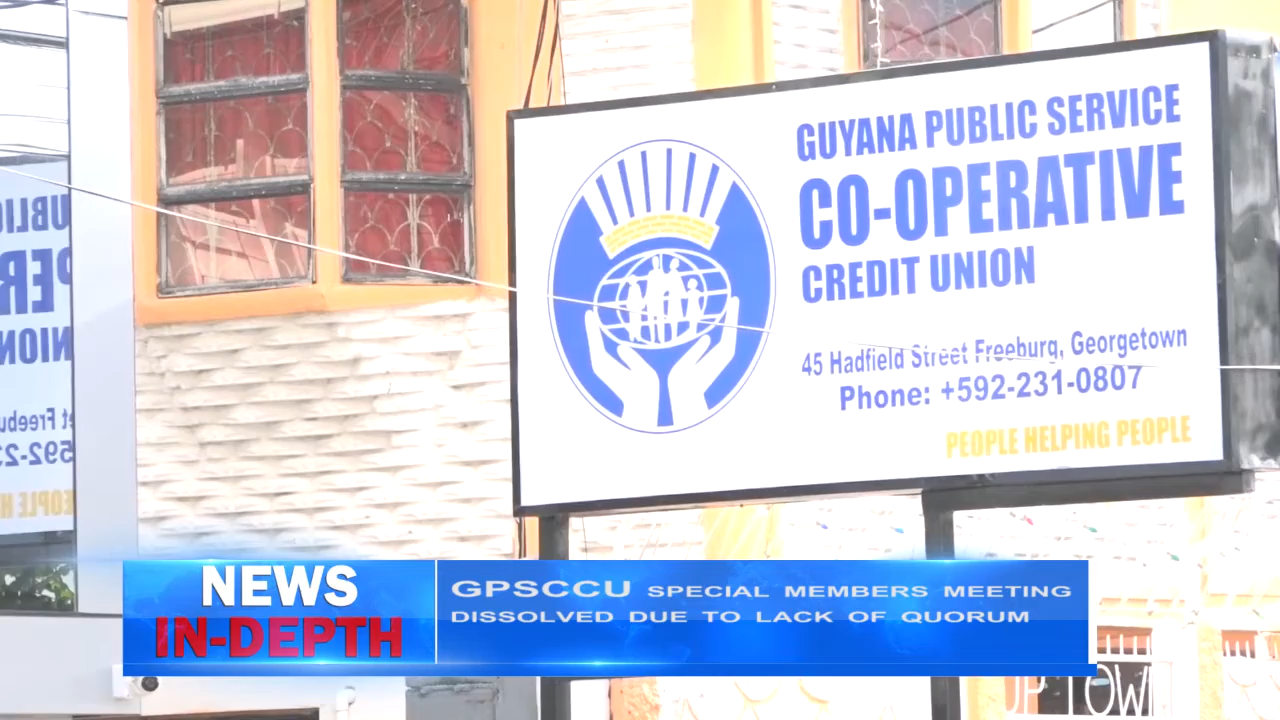 GUYANA PUBLIC SERVICE
CO-OPERATIVE
CREDIT UNION
45 Hadfield Street Freeburg, Georgetown
Phone: +592-231-0807
PEOPLE HELPING PEOPLE
NEWS
IN-DEPTH
GPSCCU SPECIAL MEMBERS MEETING
DISSOLVED DUE TO LACK OF QUORUM